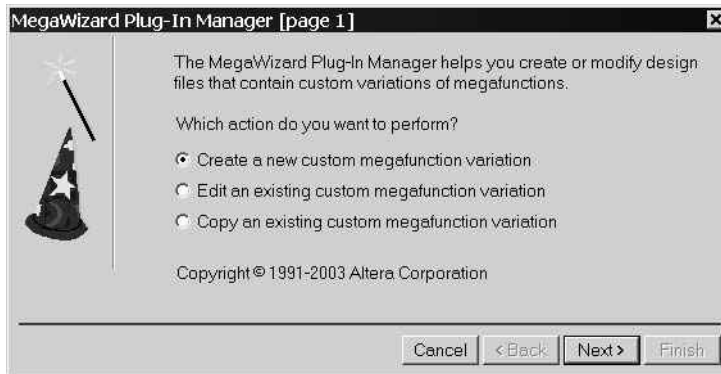 MegaWizard Plug-In Manager [page 1]
The MegaWizard Plug-In Manager helps you create or modify design
files that contain custom variations of megafunctions.
Which action do you want to perform?
Create a new custom megafunction variation
Edit an existing custom megafunction variation
Copy an existing custom megafunction variation
Copyright © 1991-2003 Altera Corporation
Cancel <Back Next> Finish